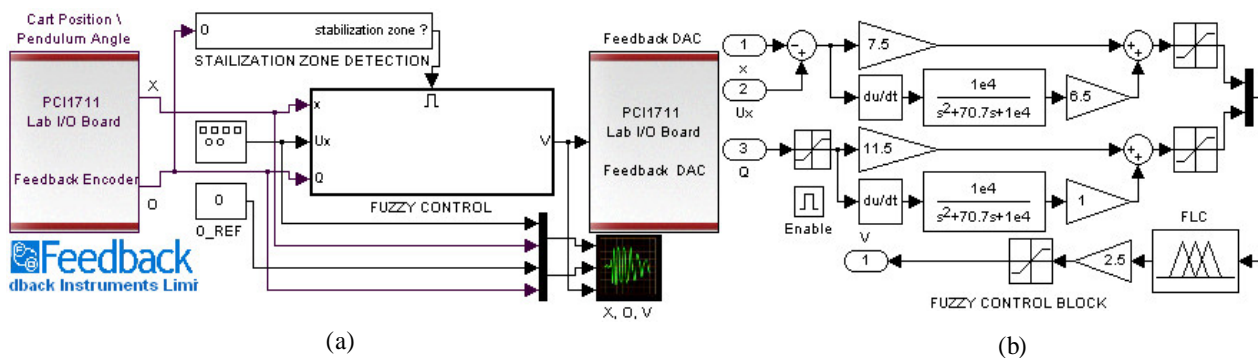 Cart Position \
Pendulum Angle
PCI1711
Lab I/O Board
Feedback Encoder
X
O
O
stabilization zone ?
STAILIZATION ZONE DETECTION
x
Ux
Q
V
FUZZY CONTROL
0
O_REF
Feedback
dback Instruments Limi
X, O, V
Feedback DAC
PCI1711
Lab I/O Board
Feedback DAC
(a)
1
X
2
Ux
3
Q
7.5
du/dt
1e4
s2+70.7s+1e4
6.5
11.5
du/dt
1e4
s2+70.7s+1e4
1
Enable
V
1
2.5
FLC
FUZZY CONTROL BLOCK
(b)